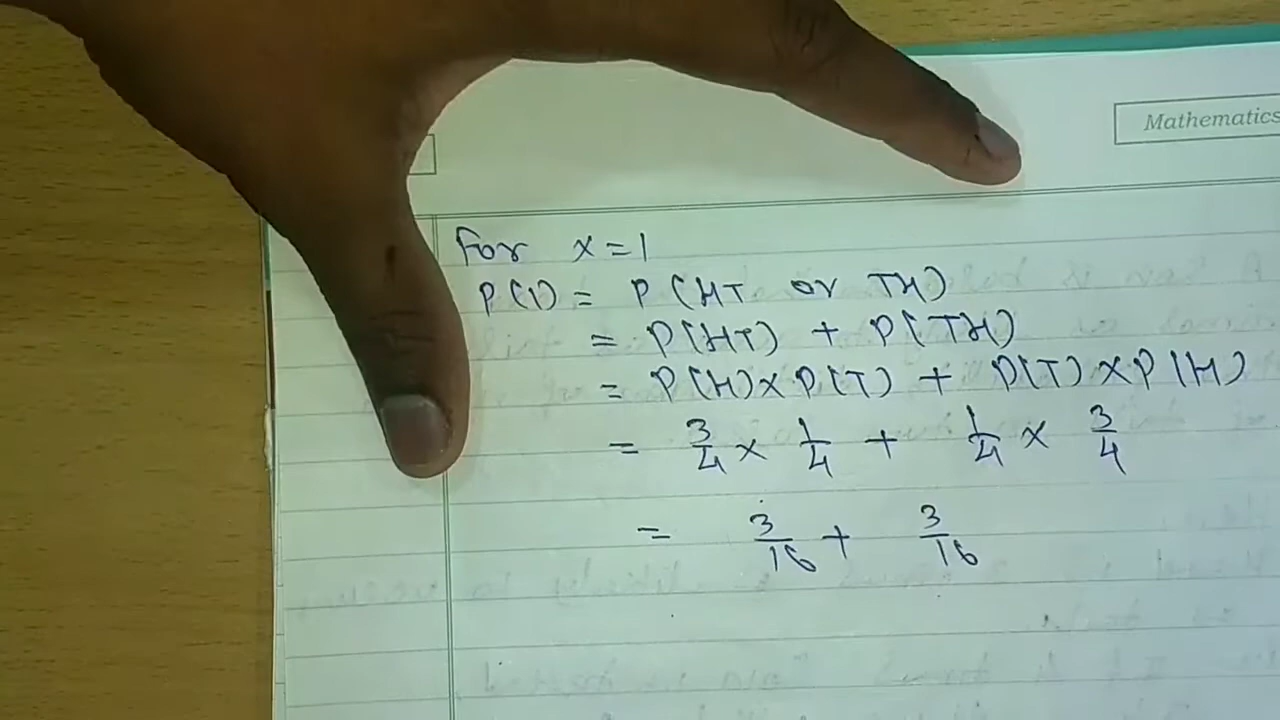 Mathematics
For x=1
P(1) = P(HT or TH)
= P(HT) + P(TH)
= P(H)×P(T) + P(T)×P(H)
= 3/4 × 1/4 + 1/4 × 3/4
= 3/16 + 3/16